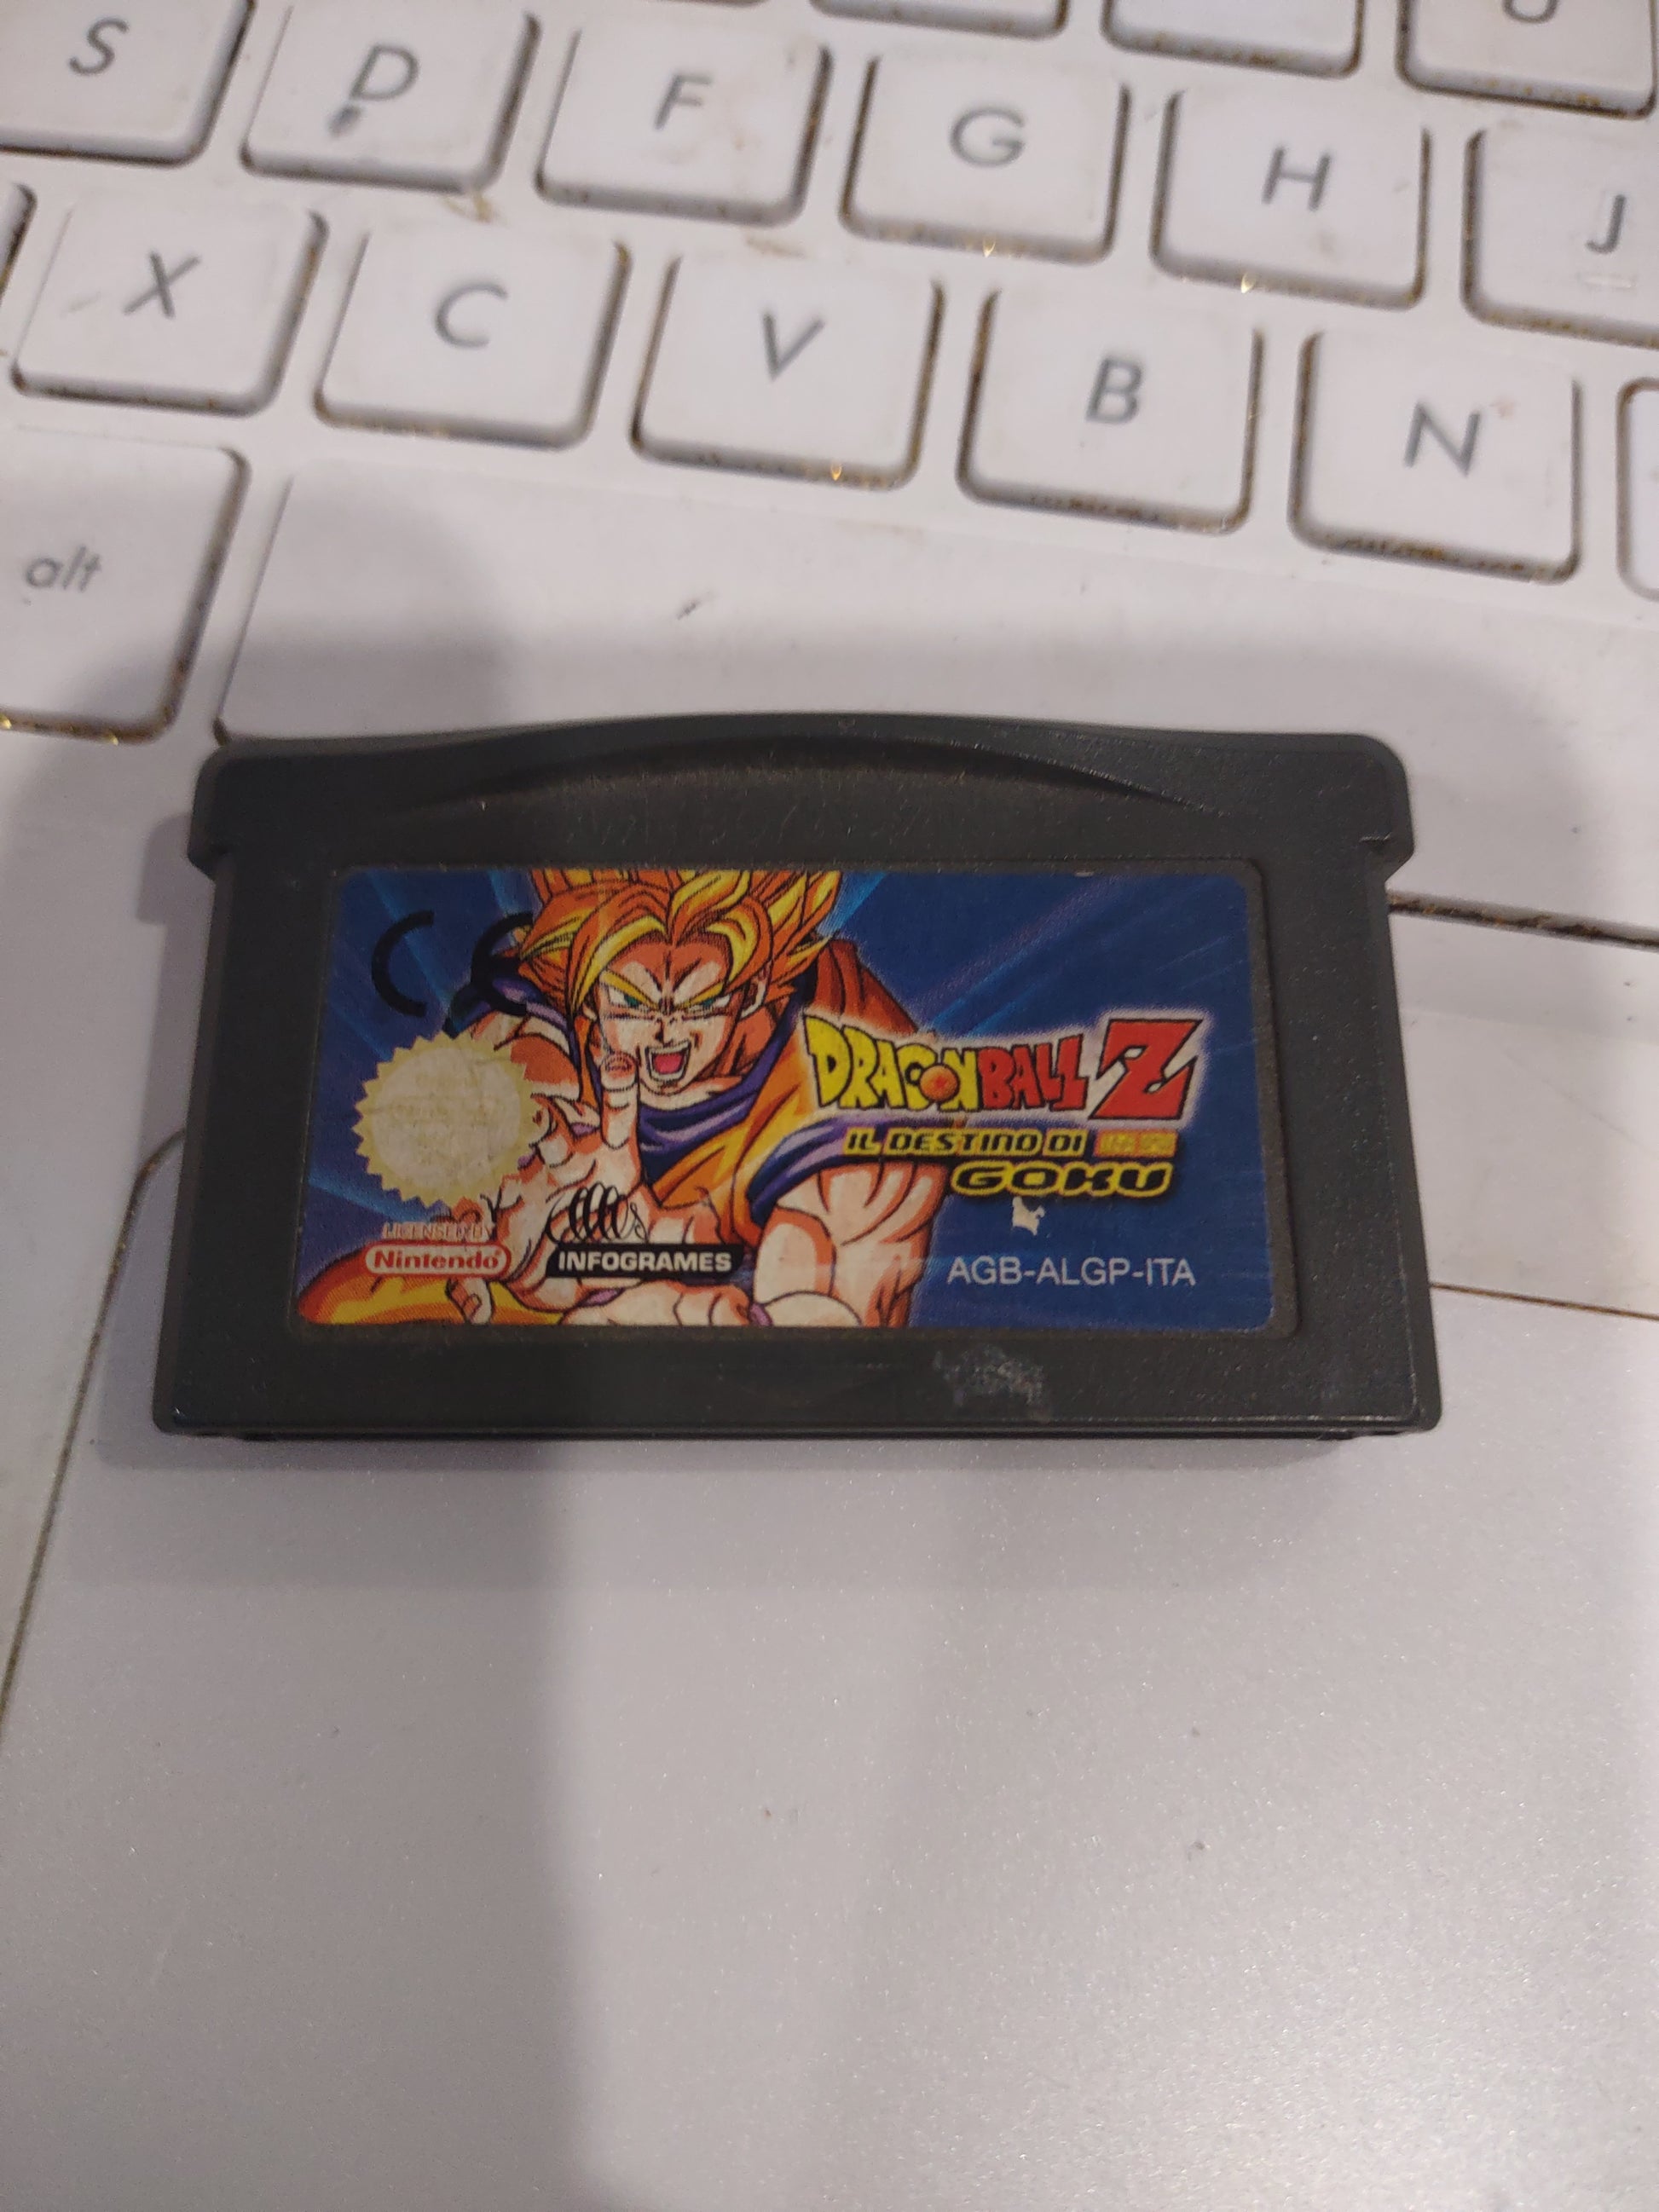 U
S D F G H J
X C V B N
alt
CE
DRAGONBALL Z
IL DESTINO DI
GOKU
LICENSED BY
Nintendo
INFOGRAMES
AGB-ALGP-ITA